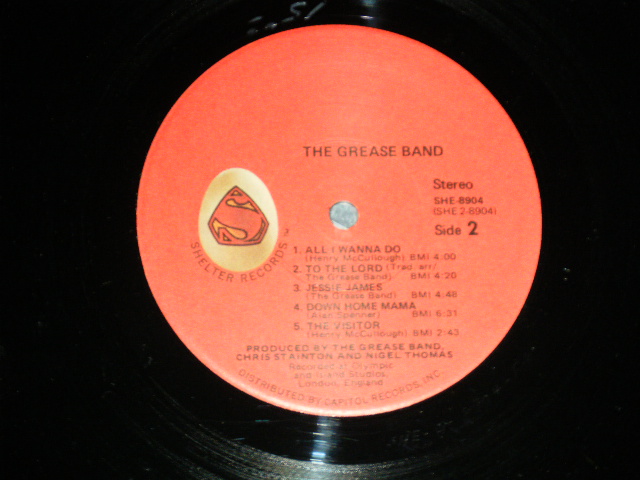 THE GREASE BAND
Stereo
SHE-8904
(SHE 2-8904)
Side 2
SHELTER RECORDS
1. ALL I WANNA DO
(Henry McCullough) BMI 4:00
2. TO THE LORD (Trad. arr.
The Grease Band) BMI 4:20
3. JESSIE JAMES
(The Grease Band) BMI 4:46
4. DOWN HOME MAMA
(Alan Spenner) BMI 6:31
5. THE VISITOR
(Henry McCullough) BMI 2:43
PRODUCED BY THE GREASE BAND,
CHRIS STAINTON AND NIGEL THOMAS
Recorded at Olympic
and Island Studios,
London, England
DISTRIBUTED BY CAPITOL RECORDS, INC.